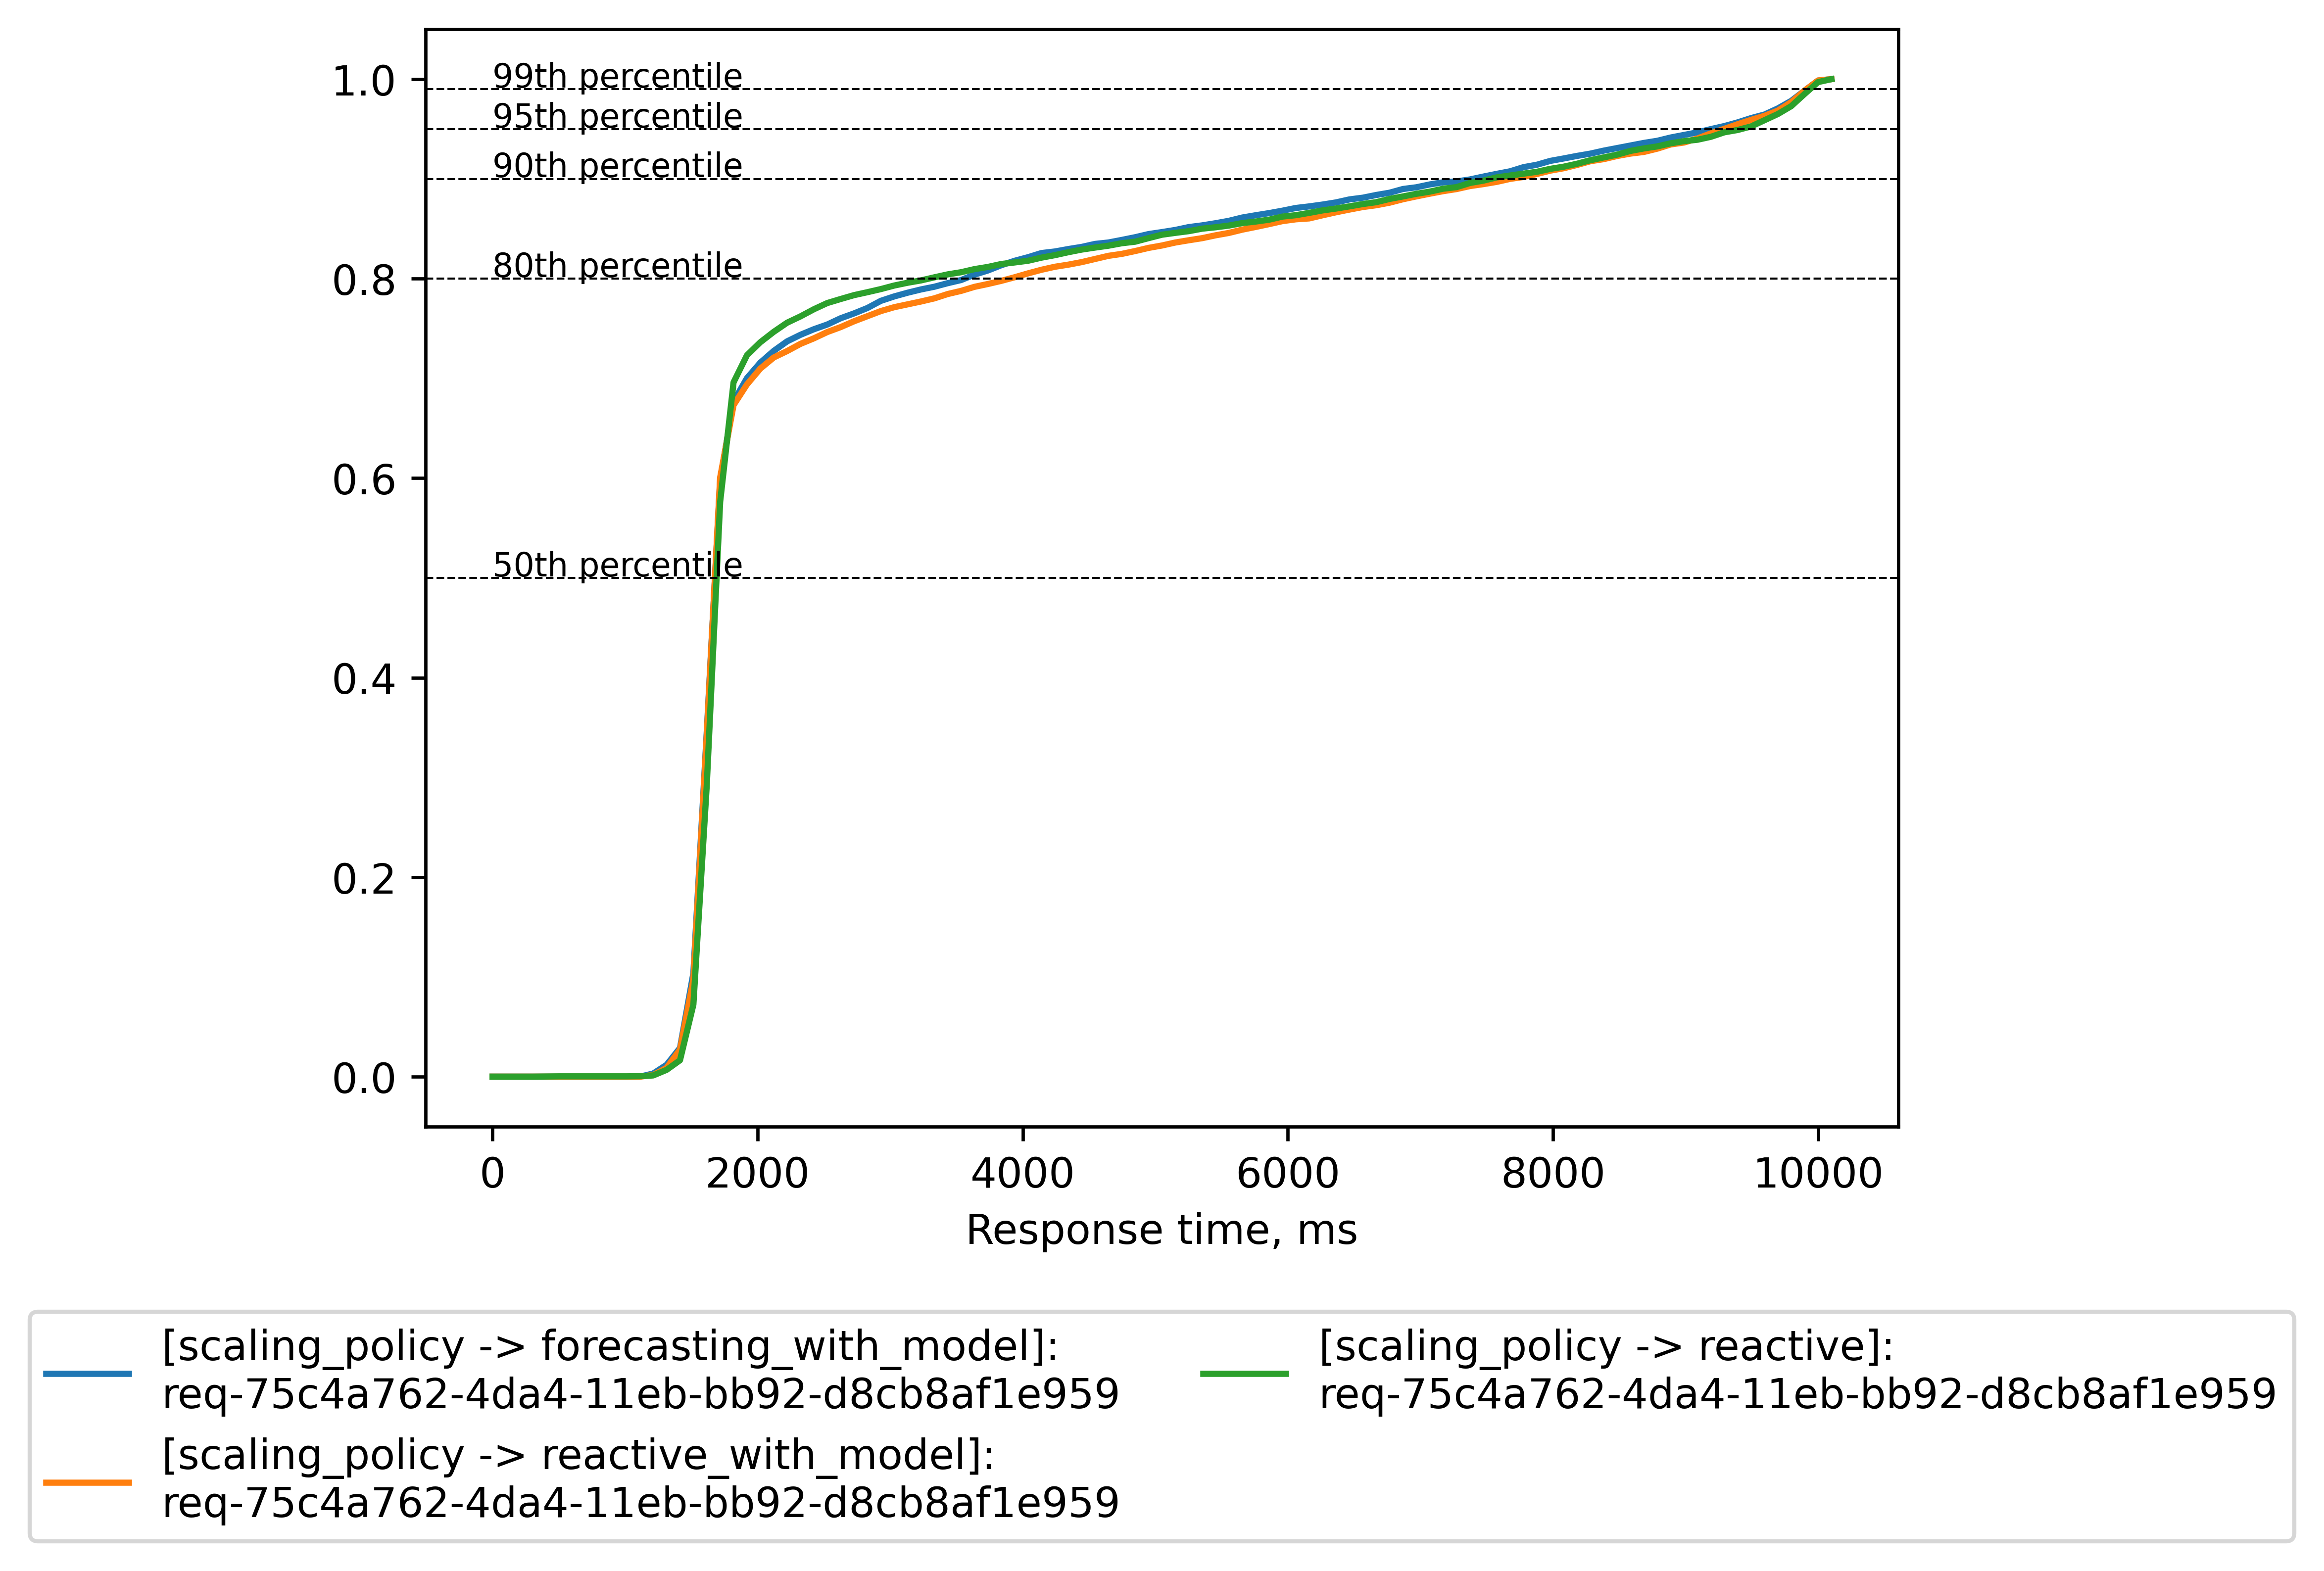 99th percentile
1.0
95th percentile
90th percentile
80th percentile
0.8
0.6
50th percentile
0.4
0.2
0.0
0 2000 4000 6000 8000 10000
Response time, ms
[scaling_policy -> forecasting_with_model]:
req-75c4a762-4da4-11eb-bb92-d8cb8af1e959
[scaling_policy -> reactive_with_model]:
req-75c4a762-4da4-11eb-bb92-d8cb8af1e959
[scaling_policy -> reactive]:
req-75c4a762-4da4-11eb-bb92-d8cb8af1e959